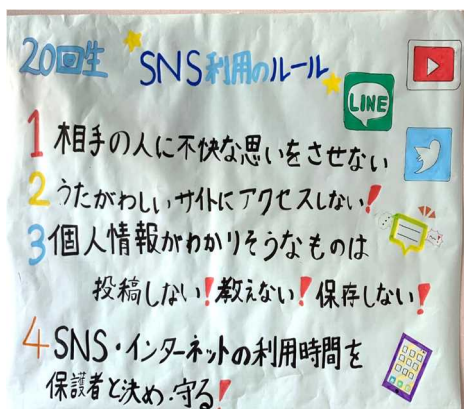 20回生 SNS利用のルール
LINE
1 相手の人に不快な思いをさせない
2 うたがわしいサイトにアクセスしない!
3 個人情報がわかりそうなものは
投稿しない!教えない!保存しない!
4 SNS・インターネットの利用時間を
保護者と決め・守る!